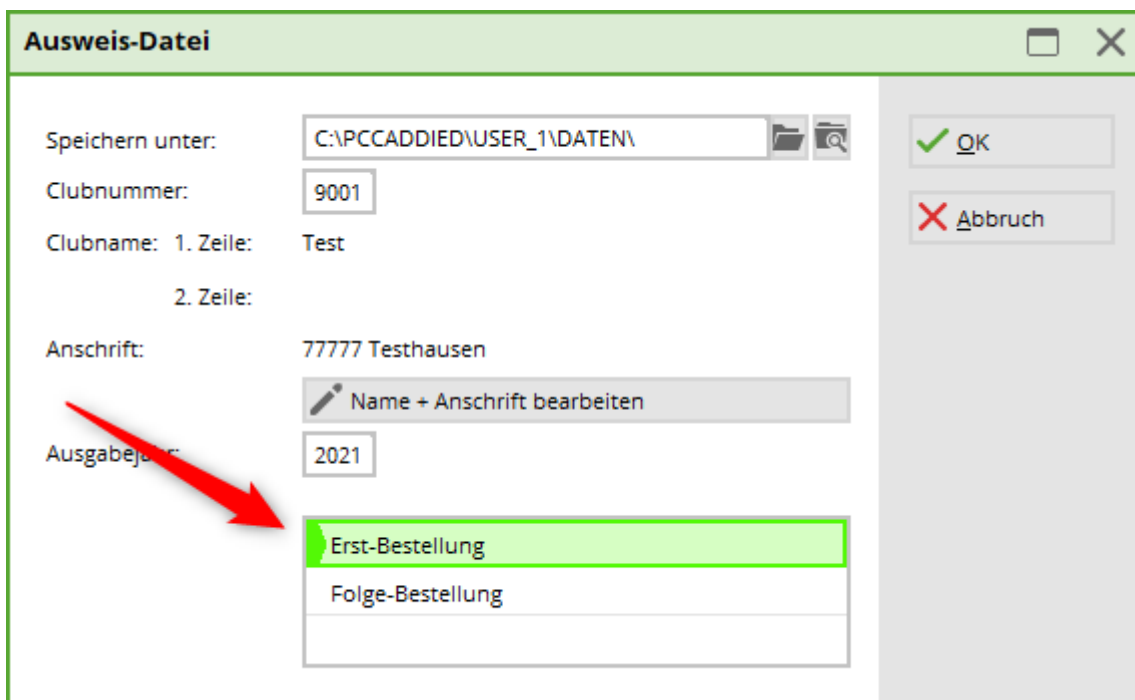 Ausweis-Datei
Speichern unter: C:\PCCADDIED\USER_1\DATEN\
OK
Clubnummer: 9001
Abbruch
Clubname: 1. Zeile: Test
2. Zeile:
Anschrift: 77777 Testhausen
Name + Anschrift bearbeiten
Ausgabejahr: 2021
Erst-Bestellung
Folge-Bestellung